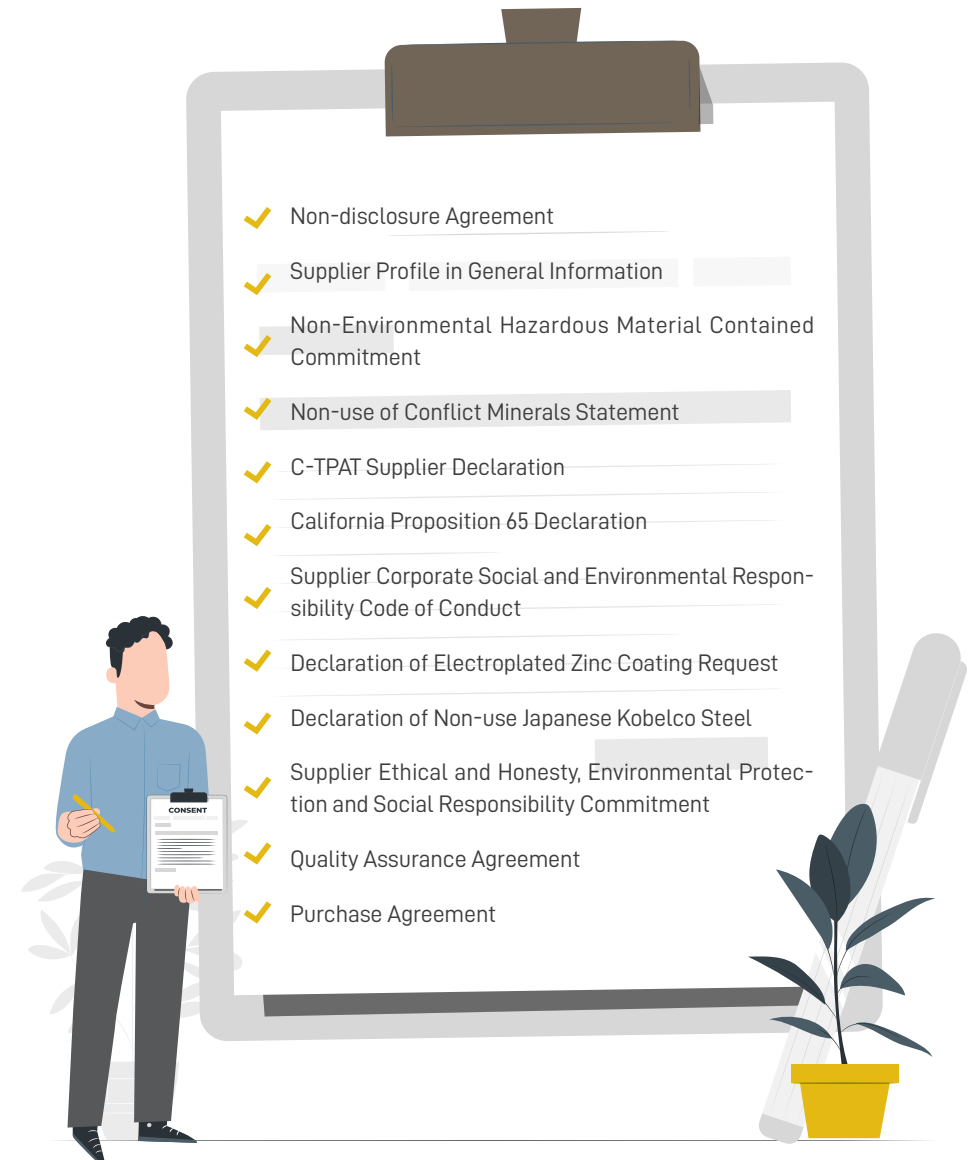 Non-disclosure Agreement
Supplier Profile in General Information
Non-Environmental Hazardous Material Contained
Commitment
Non-use of Conflict Minerals Statement
C-TPAT Supplier Declaration
California Proposition 65 Declaration
Supplier Corporate Social and Environmental Respon-
sibility Code of Conduct
Declaration of Electroplated Zinc Coating Request
Declaration of Non-use Japanese Kobelco Steel
Supplier Ethical and Honesty, Environmental Protec-
tion and Social Responsibility Commitment
Quality Assurance Agreement
Purchase Agreement
CONSENT